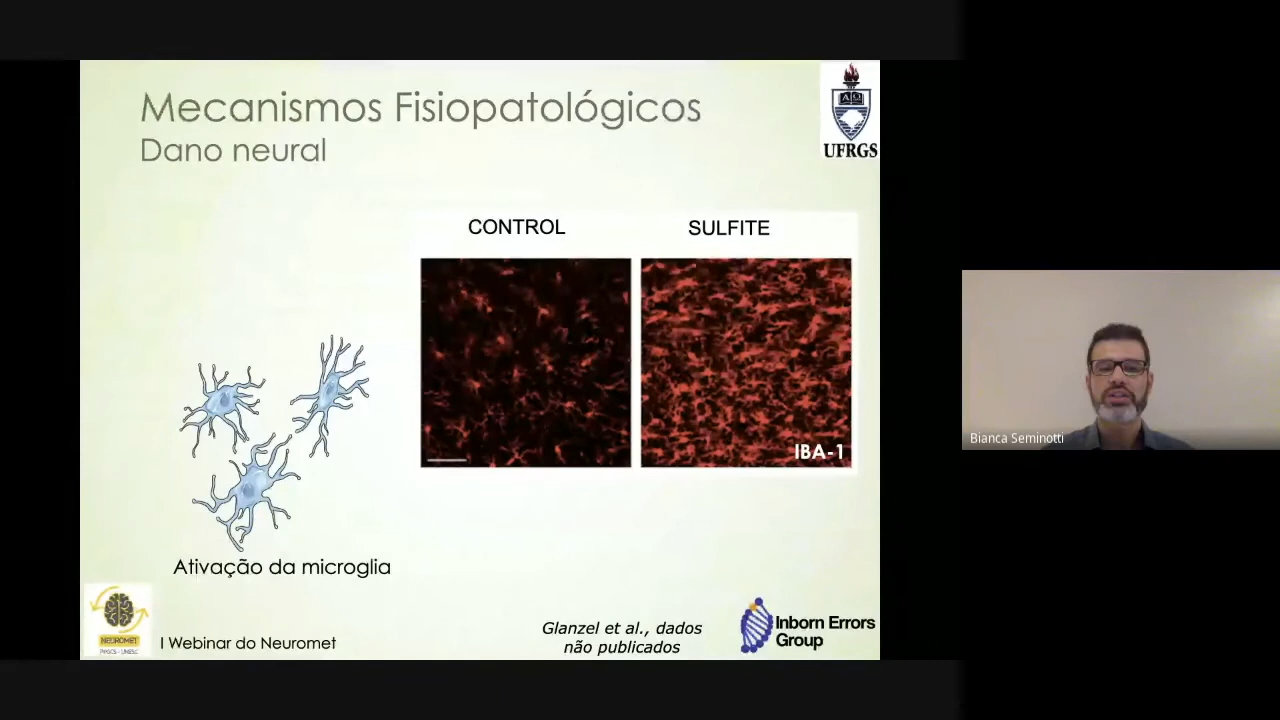 Mecanismos Fisiopatológicos
Dano neural
UFRGS
CONTROL
SULFITE
IBA-1
Bianca Seminotti
Ativação da microglia
NEUROMET
I Webinar do Neuromet
Glanzel et al., dados
não publicados
Inborn Errors
Group